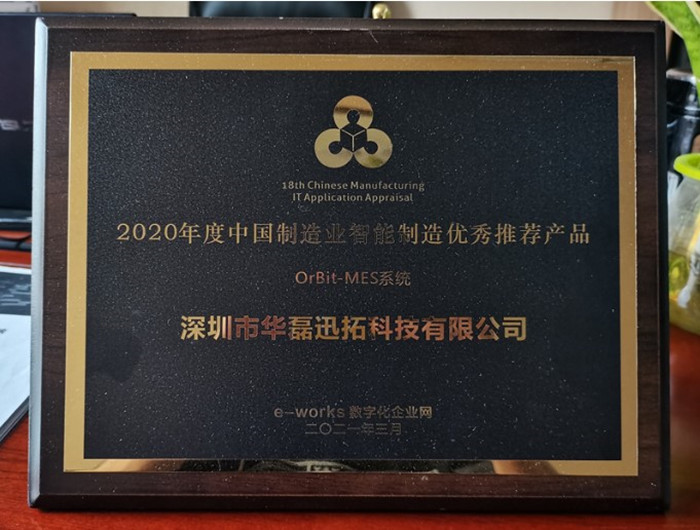 18th Chinese Manufacturing
IT Application Appraisal
2020年度中国制造业智能制造优秀推荐产品
OrBit-MES系统
深圳市华磊迅拓科技有限公司
e-works 数字化企业网
二〇二一年三月